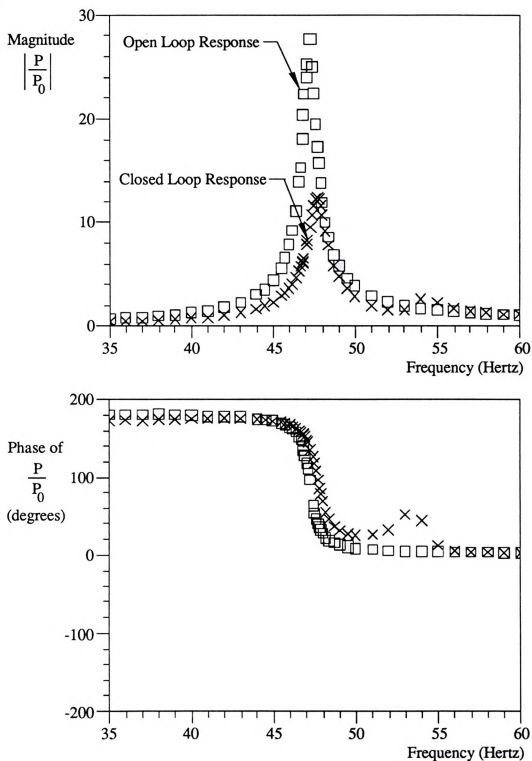 30
Magnitude
|P/P0|
Open Loop Response
20
Closed Loop Response
10
0
35 40 45 50 55 60
Frequency (Hertz)
200
Phase of
P/P0
(degrees)
100
0
-100
-200
35 40 45 50 55 60
Frequency (Hertz)